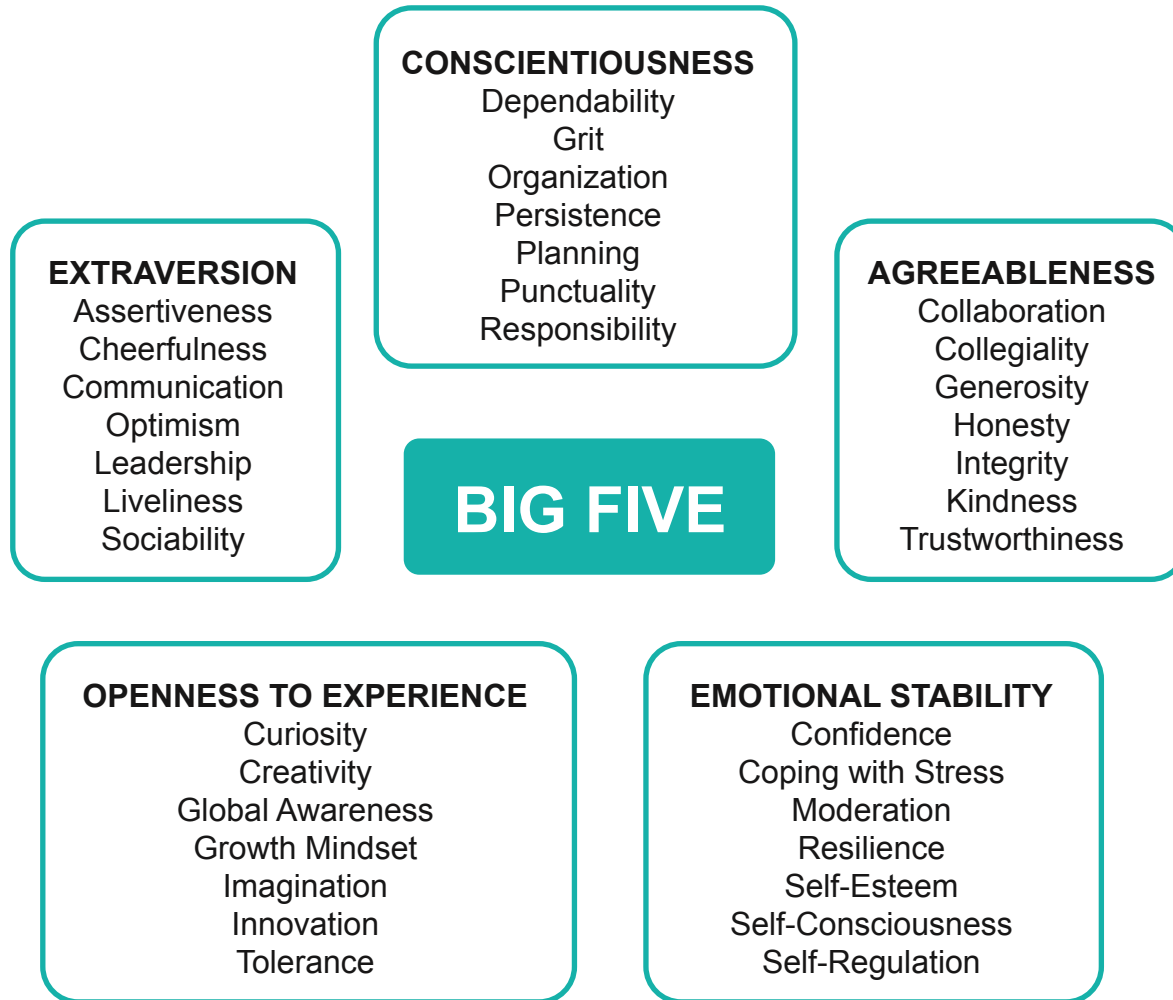 CONSCIENTIOUSNESS
Dependability
Grit
Organization
Persistence
Planning
Punctuality
Responsibility
EXTRAVERSION
Assertiveness
Cheerfulness
Communication
Optimism
Leadership
Liveliness
Sociability
BIG FIVE
AGREEABLENESS
Collaboration
Collegiality
Generosity
Honesty
Integrity
Kindness
Trustworthiness
OPENNESS TO EXPERIENCE
Curiosity
Creativity
Global Awareness
Growth Mindset
Imagination
Innovation
Tolerance
EMOTIONAL STABILITY
Confidence
Coping with Stress
Moderation
Resilience
Self-Esteem
Self-Consciousness
Self-Regulation